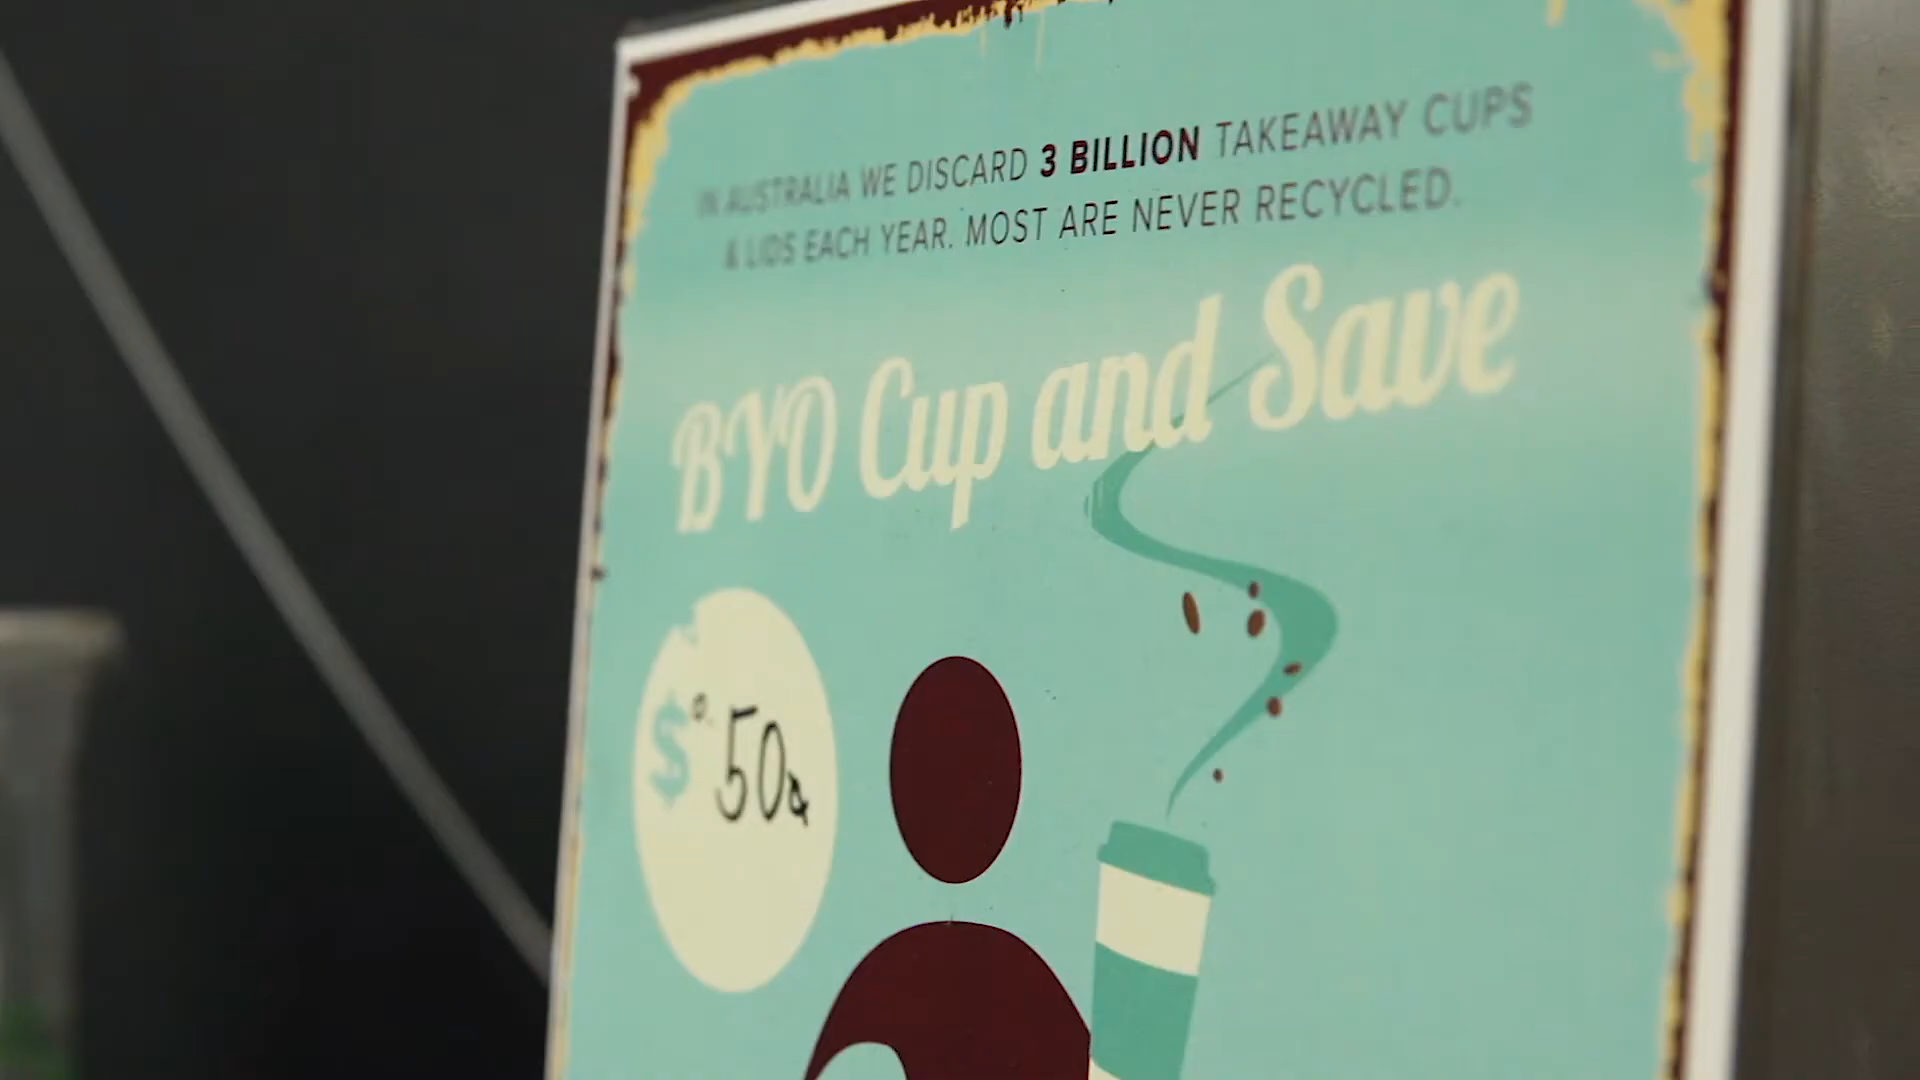 IN AUSTRALIA WE DISCARD 3 BILLION TAKEAWAY CUPS
& LIDS EACH YEAR. MOST ARE NEVER RECYCLED.
BYO Cup and Save
$0.50¢